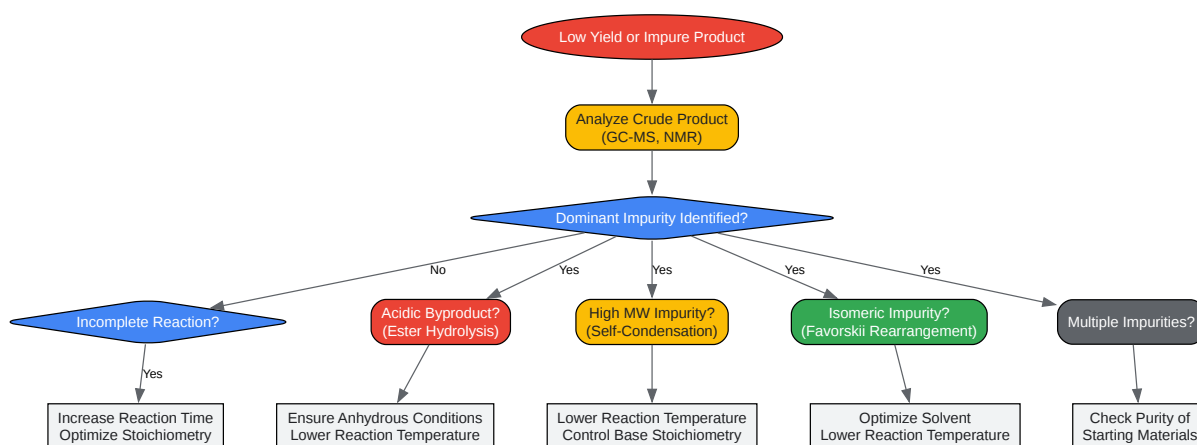 Low Yield or Impure Product
Analyze Crude Product
(GC-MS, NMR)
Dominant Impurity Identified?
No
Yes
Yes
Yes
Yes
Incomplete Reaction?
Acidic Byproduct?
(Ester Hydrolysis)
High MW Impurity?
(Self-Condensation)
Isomeric Impurity?
(Favorskii Rearrangement)
Multiple Impurities?
Yes
Increase Reaction Time
Optimize Stoichiometry
Ensure Anhydrous Conditions
Lower Reaction Temperature
Lower Reaction Temperature
Control Base Stoichiometry
Optimize Solvent
Lower Reaction Temperature
Check Purity of
Starting Materials